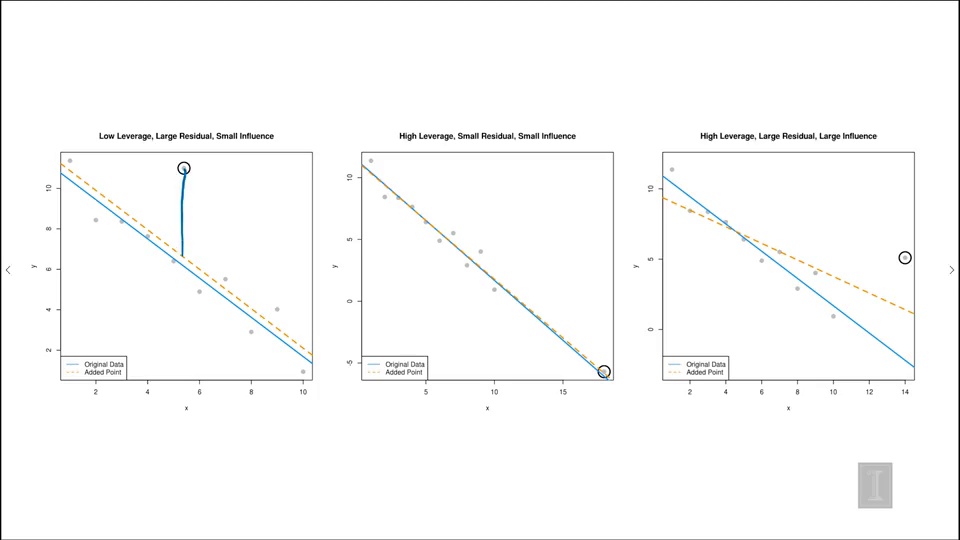 Low Leverage, Large Residual, Small Influence
y
10
8
6
4
2
Original Data
Added Point
2 4 6 8 10
x
High Leverage, Small Residual, Small Influence
y
10
5
0
-5
Original Data
Added Point
5 10 15
x
High Leverage, Large Residual, Large Influence
y
10
5
0
Original Data
Added Point
2 4 6 8 10 12 14
x
I